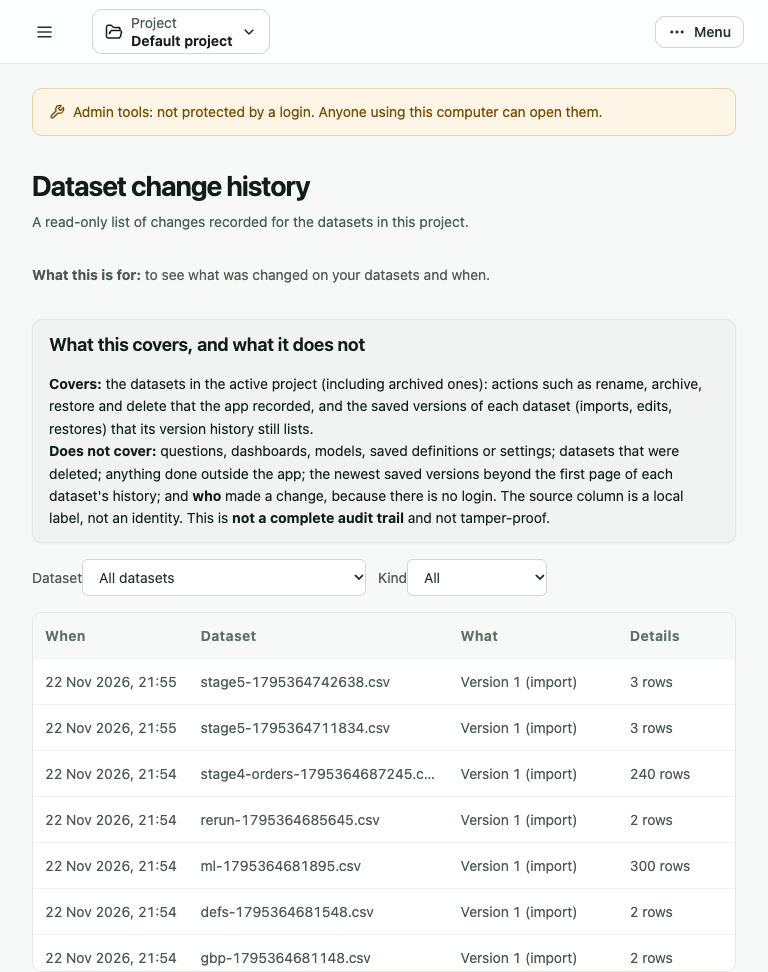 Project
Default project
Menu
Admin tools: not protected by a login. Anyone using this computer can open them.
Dataset change history
A read-only list of changes recorded for the datasets in this project.
What this is for: to see what was changed on your datasets and when.
What this covers, and what it does not
Covers: the datasets in the active project (including archived ones): actions such as rename, archive,
restore and delete that the app recorded, and the saved versions of each dataset (imports, edits,
restores) that its version history still lists.
Does not cover: questions, dashboards, models, saved definitions or settings; datasets that were
deleted; anything done outside the app; the newest saved versions beyond the first page of each
dataset's history; and who made a change, because there is no login. The source column is a local
label, not an identity. This is not a complete audit trail and not tamper-proof.
Dataset All datasets Kind All
When Dataset What Details
22 Nov 2026, 21:55 stage5-1795364742638.csv Version 1 (import) 3 rows
22 Nov 2026, 21:55 stage5-1795364711834.csv Version 1 (import) 3 rows
22 Nov 2026, 21:54 stage4-orders-1795364687245.c... Version 1 (import) 240 rows
22 Nov 2026, 21:54 rerun-1795364685645.csv Version 1 (import) 2 rows
22 Nov 2026, 21:54 ml-1795364681895.csv Version 1 (import) 300 rows
22 Nov 2026, 21:54 defs-1795364681548.csv Version 1 (import) 2 rows
22 Nov 2026, 21:54 gbp-1795364681148.csv Version 1 (import) 2 rows